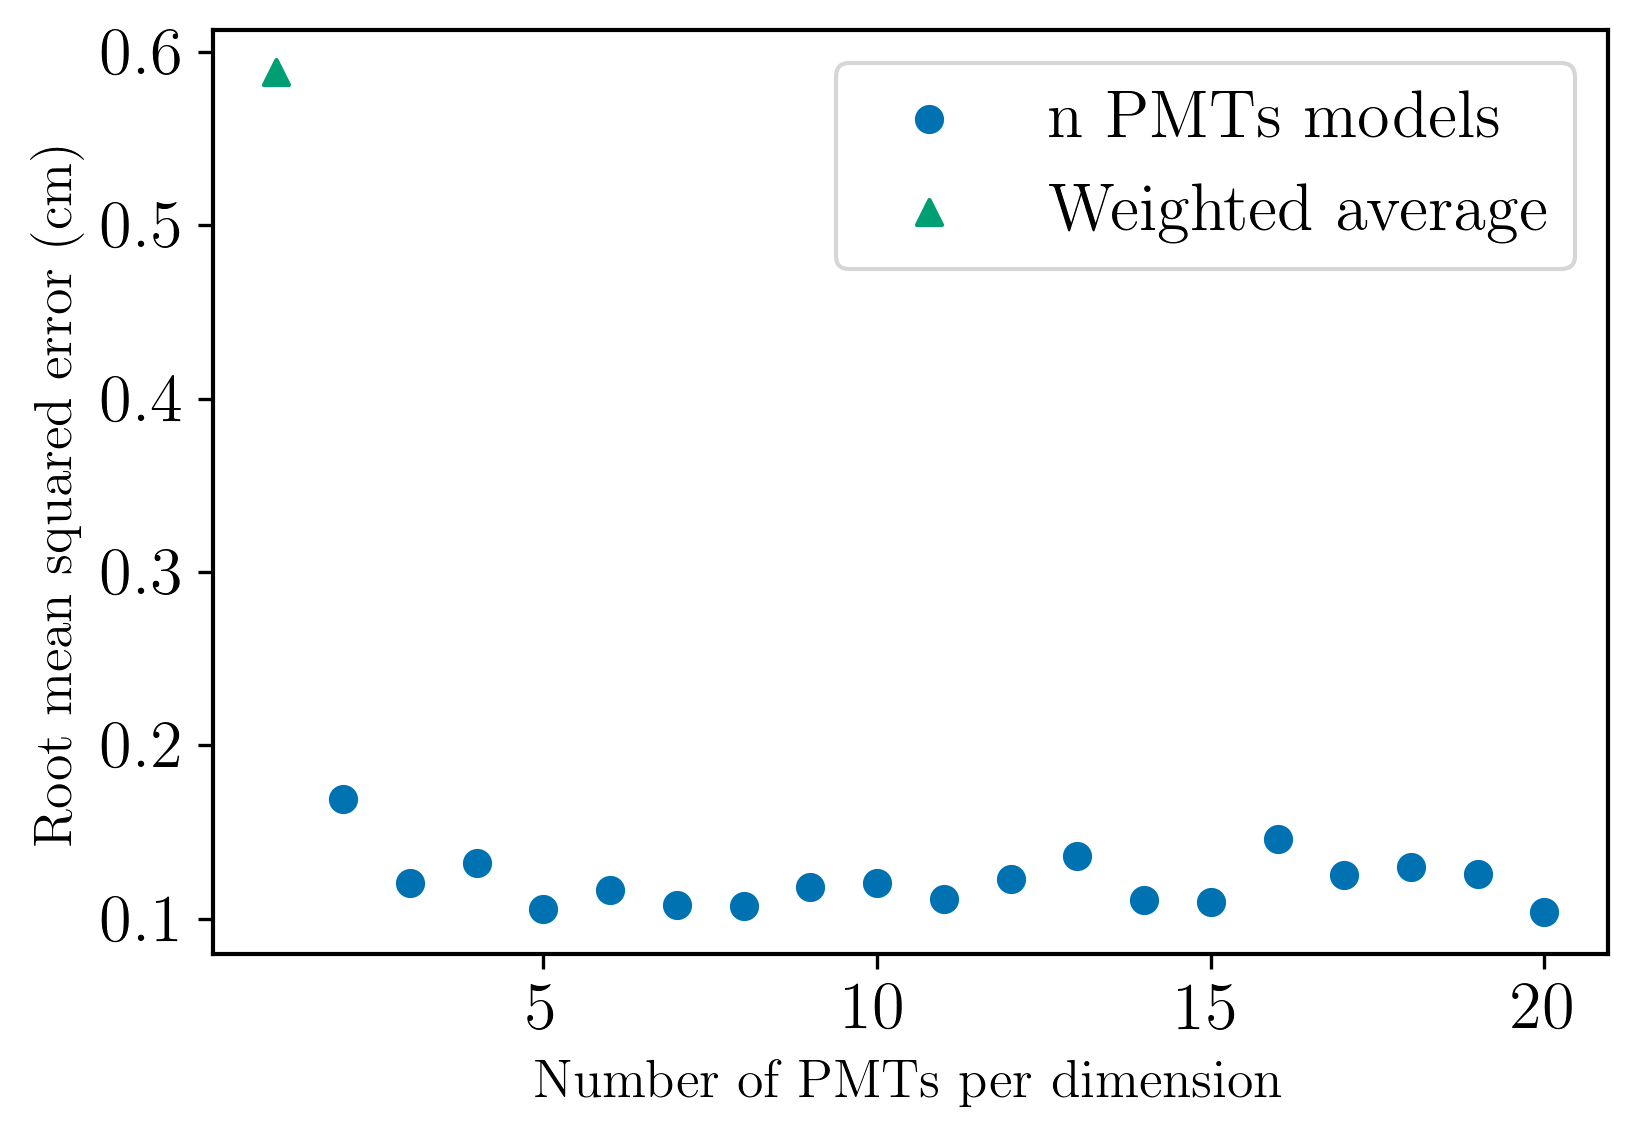 Root mean squared error (cm)
0.6
0.5
0.4
0.3
0.2
0.1
n PMTs models
Weighted average
5 10 15 20
Number of PMTs per dimension